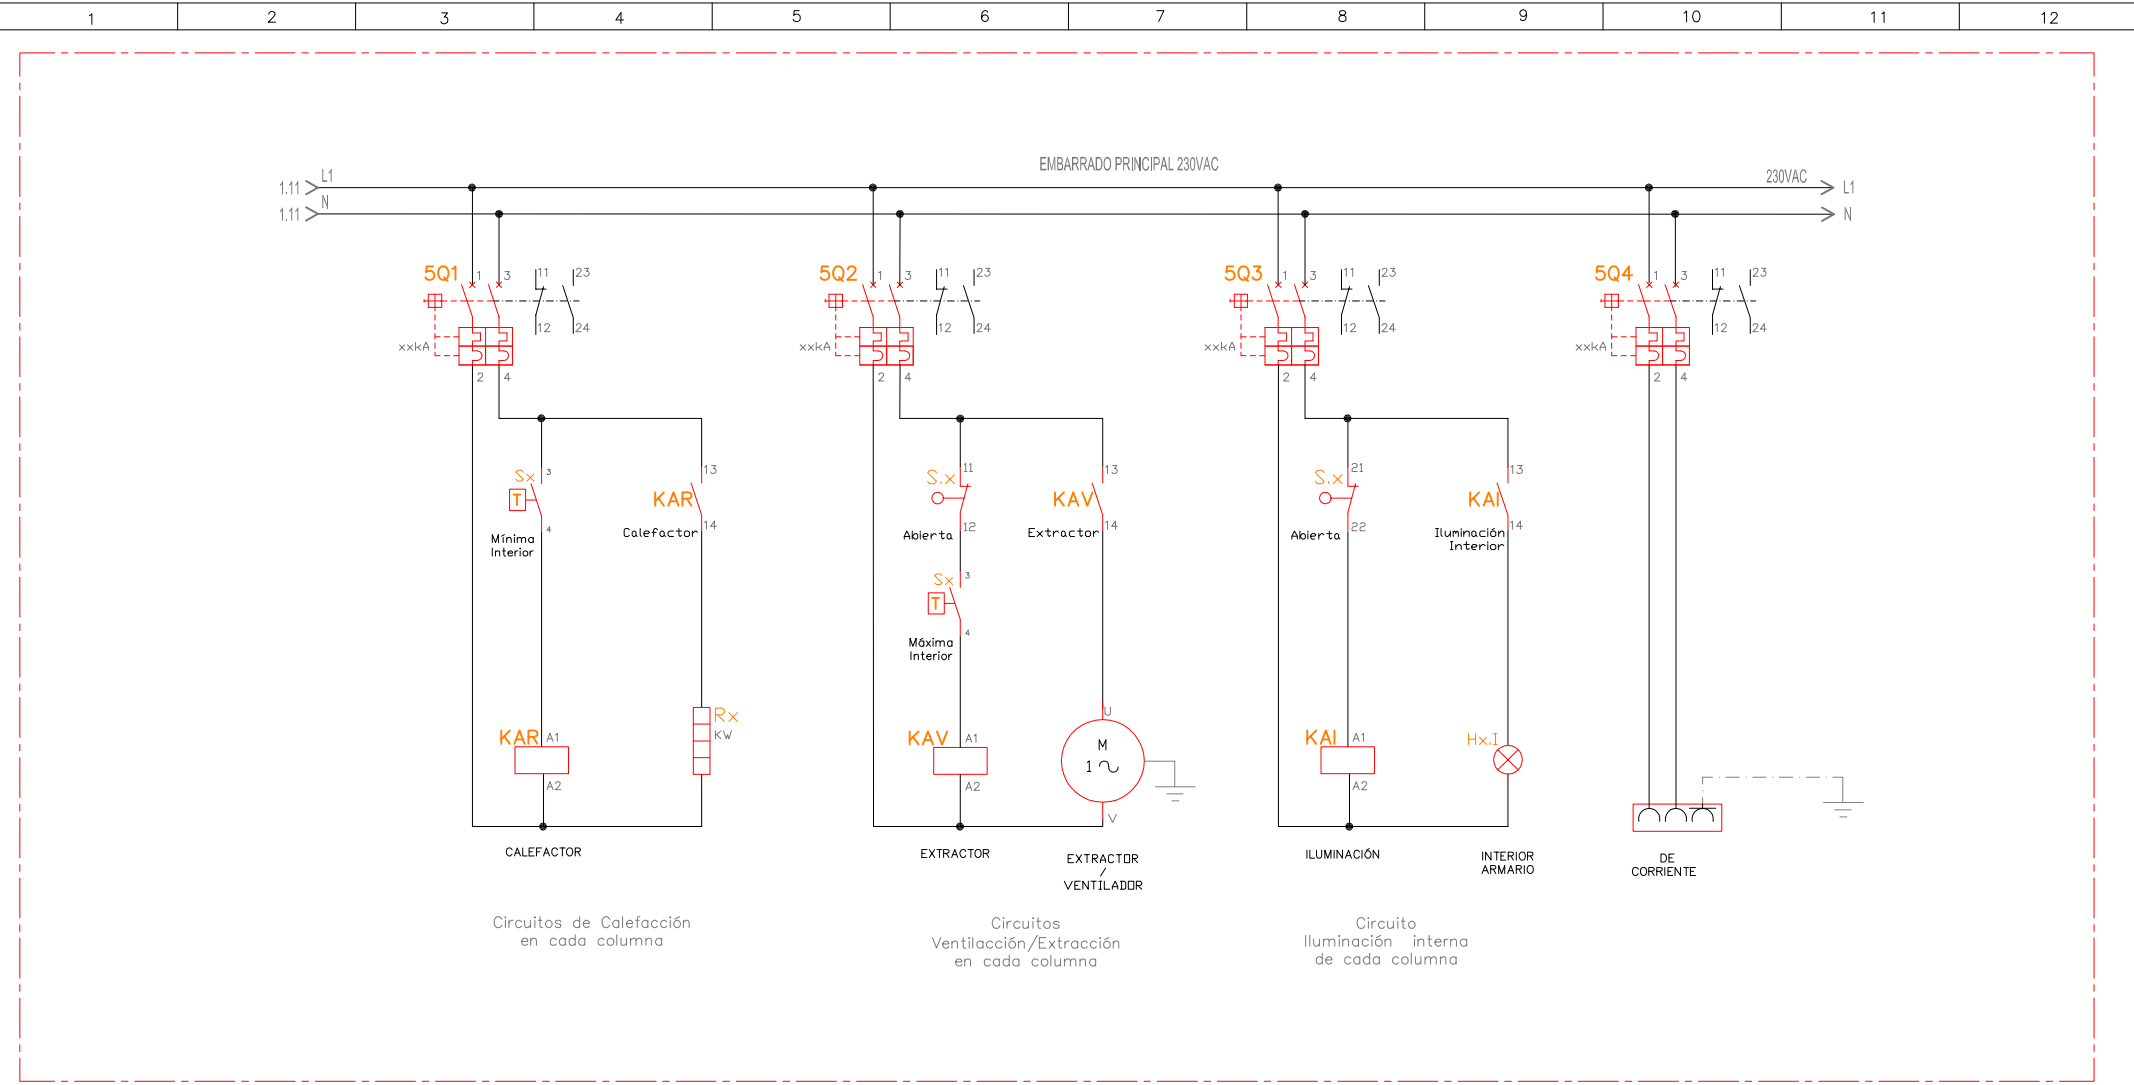 1 2 3 4 5 6 7 8 9 10 11 12
EMBARRADO PRINCIPAL 230VAC
1.11 L1 230VAC L1
1.11 N N
5Q1 1 3 11 23
12 24
xxkA
2 4
5Q2 1 3 11 23
12 24
xxkA
2 4
5Q3 1 3 11 23
12 24
xxkA
2 4
5Q4 1 3 11 23
12 24
xxkA
2 4
Sx 3
T
4
Mínima
Interior
13
KAR
14
Calefactor
KAR A1
A2
Rx
KW
S.x 11
12
Abierta
Sx 3
T
4
Máxima
Interior
13
KAV
14
Extractor
KAV A1
A2
U
M
1
V
S.x 21
22
Abierta
13
KAI
14
Iluminación
Interior
KAI A1
A2
Hx.I
CALEFACTOR
EXTRACTOR
EXTRACTOR
/
VENTILADOR
ILUMINACIÓN
INTERIOR
ARMARIO
DE
CORRIENTE
Circuitos de Calefacción
en cada columna
Circuitos
Ventilacción/Extracción
en cada columna
Circuito
Iluminación interna
de cada columna